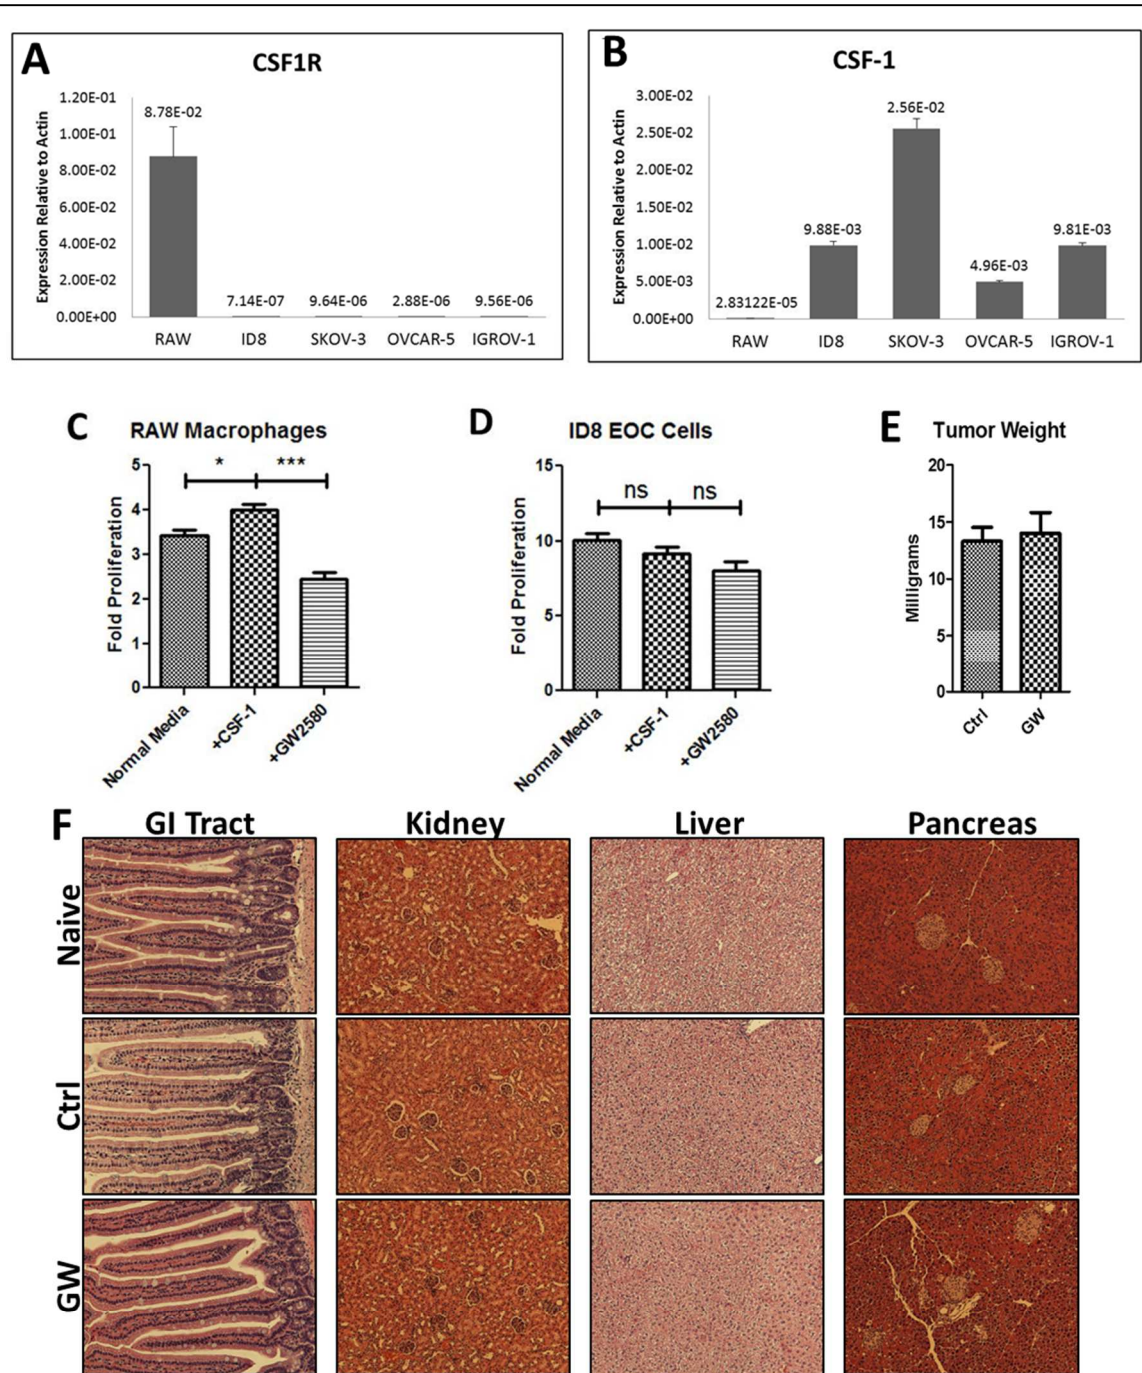 A
CSF1R
Expression Relative to Actin
1.20E-01
1.00E-01
8.00E-02
6.00E-02
4.00E-02
2.00E-02
0.00E+00
8.78E-02
7.14E-07
9.64E-06
2.88E-06
9.56E-06
RAW
ID8
SKOV-3
OVCAR-5
IGROV-1
B
CSF-1
Expression Relative to Actin
3.00E-02
2.50E-02
2.00E-02
1.50E-02
1.00E-02
5.00E-03
0.00E+00
2.83122E-05
9.88E-03
2.56E-02
4.96E-03
9.81E-03
RAW
ID8
SKOV-3
OVCAR-5
IGROV-1
C
RAW Macrophages
Fold Proliferation
5
4
3
2
1
0
*
***
Normal Media
+CSF-1
+GW2580
D
ID8 EOC Cells
Fold Proliferation
15
10
5
0
ns
ns
Normal Media
+CSF-1
+GW2580
E
Tumor Weight
Milligrams
20
15
10
5
0
Ctrl
GW
F
GI Tract
Kidney
Liver
Pancreas
Naive
Ctrl
GW